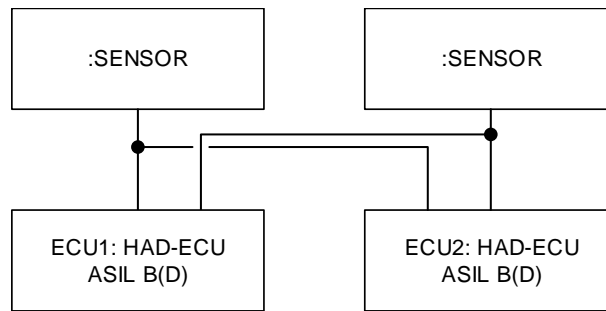 :SENSOR
:SENSOR
ECU1: HAD-ECU
ASIL B(D)
ECU2: HAD-ECU
ASIL B(D)